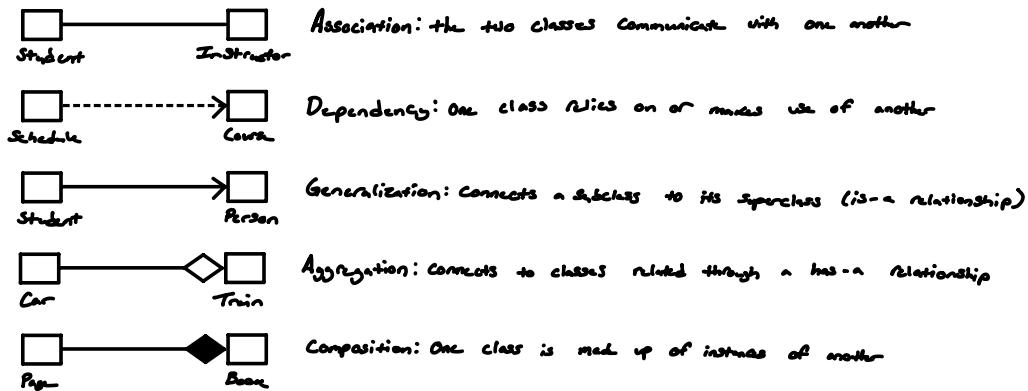 Association: the two classes communicate with one another
Student Instructor
Dependency: One class relies on or makes use of another
Schedule Course
Generalization: Connects a subclass to its superclass (is-a relationship)
Student Person
Aggregation: Connects to classes related through a has-a relationship
Car Train
Composition: One class is made up of instances of another
Page Book